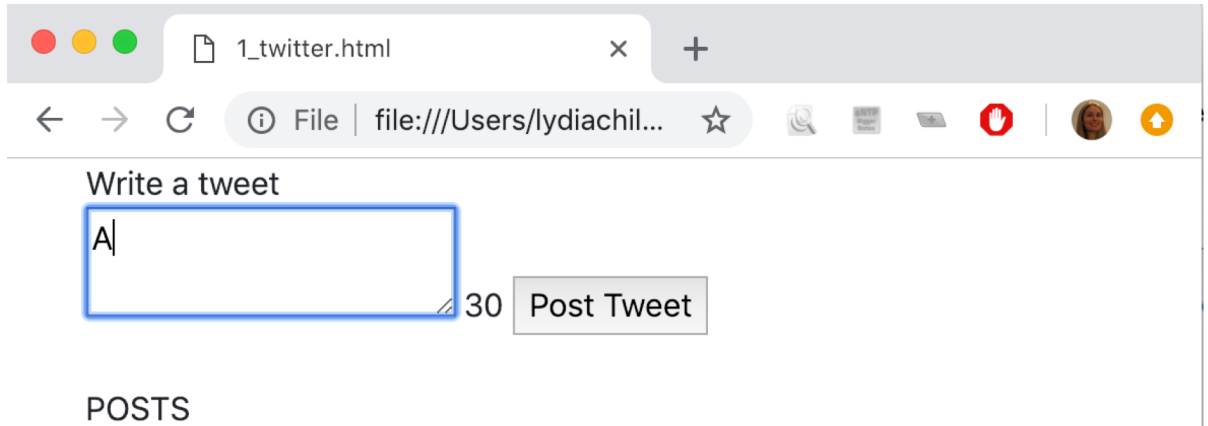 1_twitter.html
File file:///Users/lydiachil...
Write a tweet
A
30 Post Tweet
POSTS